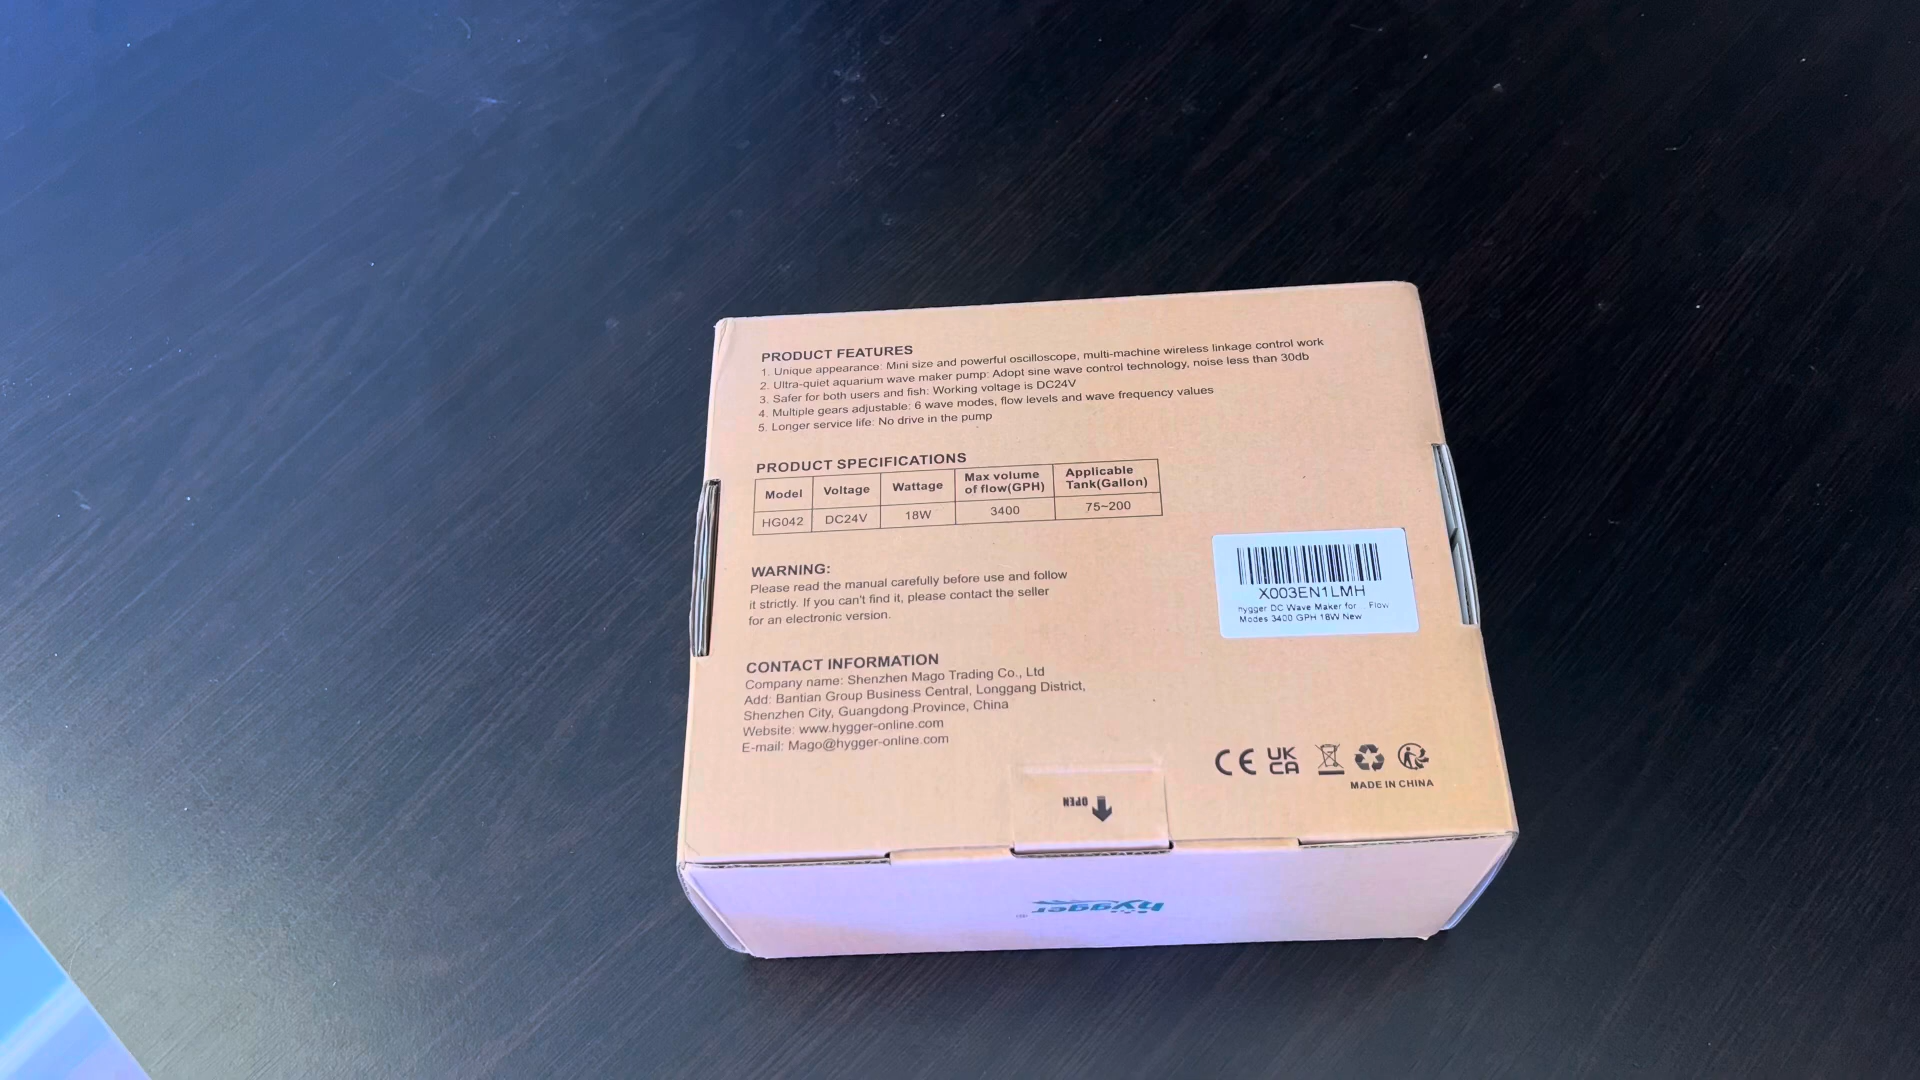 PRODUCT FEATURES
1. Unique appearance: Mini size and powerful oscilloscope, multi-machine wireless linkage control work
2. Ultra-quiet aquarium wave maker pump: Adopt sine wave control technology, noise less than 30db
3. Safer for both users and fish: Working voltage is DC24V
4. Multiple gears adjustable: 6 wave modes, flow levels and wave frequency values
5. Longer service life: No drive in the pump
PRODUCT SPECIFICATIONS
Model Voltage Wattage Max volume of flow(GPH) Applicable Tank(Gallon)
HG042 DC24V 18W 3400 75~200
WARNING:
Please read the manual carefully before use and follow
it strictly. If you can't find it, please contact the seller
for an electronic version.
X003EN1LMH
hygger DC Wave Maker for ... Flow
Modes 3400 GPH 18W New
CONTACT INFORMATION
Company name: Shenzhen Mago Trading Co., Ltd
Add: Bantian Group Business Central, Longgang District,
Shenzhen City, Guangdong Province, China
Website: www.hygger-online.com
E-mail: Mago@hygger-online.com
CE UK CA
MADE IN CHINA
OPEN
hygger